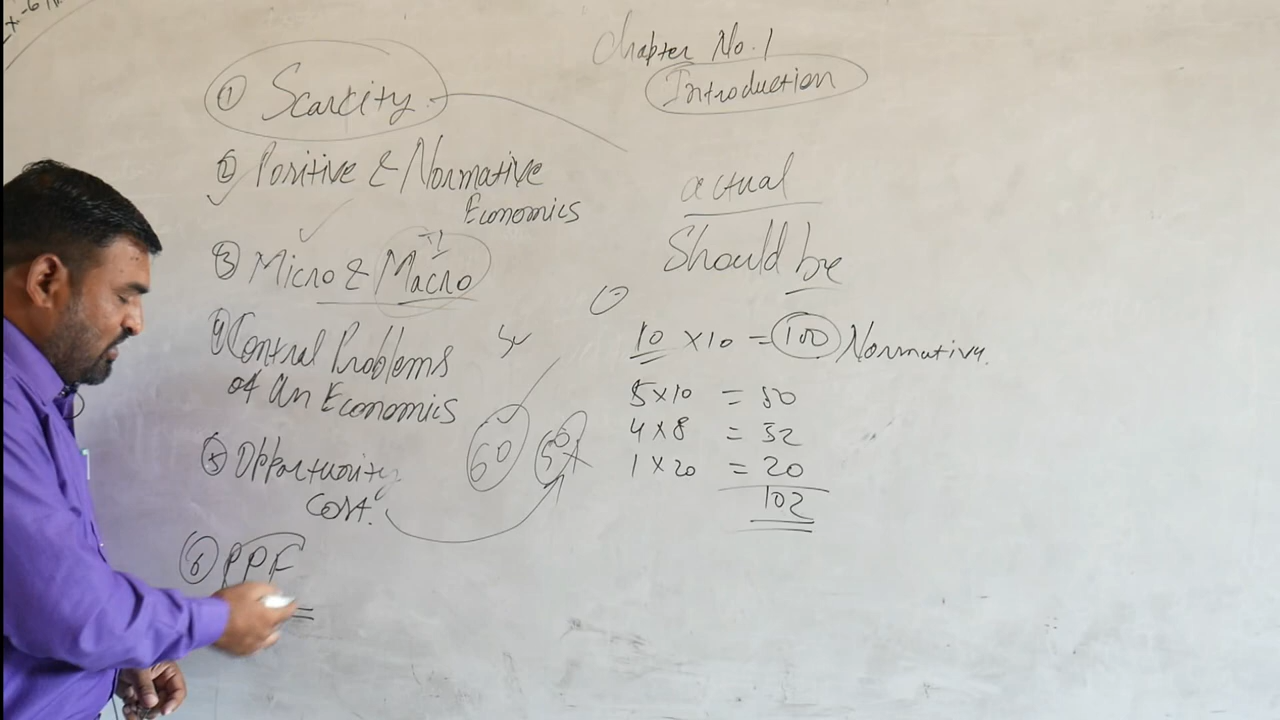 Chapter No. 1
Introduction
① Scarcity
② Positive & Normative
Economics
③ Micro & Macro
④ Central Problems
of An Economics
⑤ Opportunity
Cost.
60
50
⑥ PPF
actual
Should be
10 × 10 = 100 Normative.
5 × 10 = 50
4 × 8 = 32
1 × 20 = 20
102